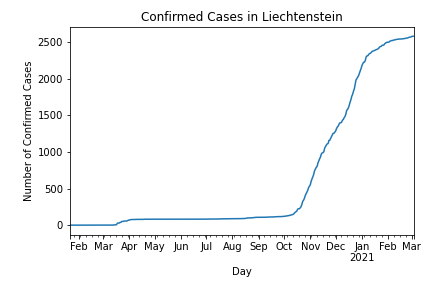 Confirmed Cases in Liechtenstein
2500
2000
1500
1000
500
0
Number of Confirmed Cases
Feb Mar Apr May Jun Jul Aug Sep Oct Nov Dec Jan Feb Mar
2021
Day